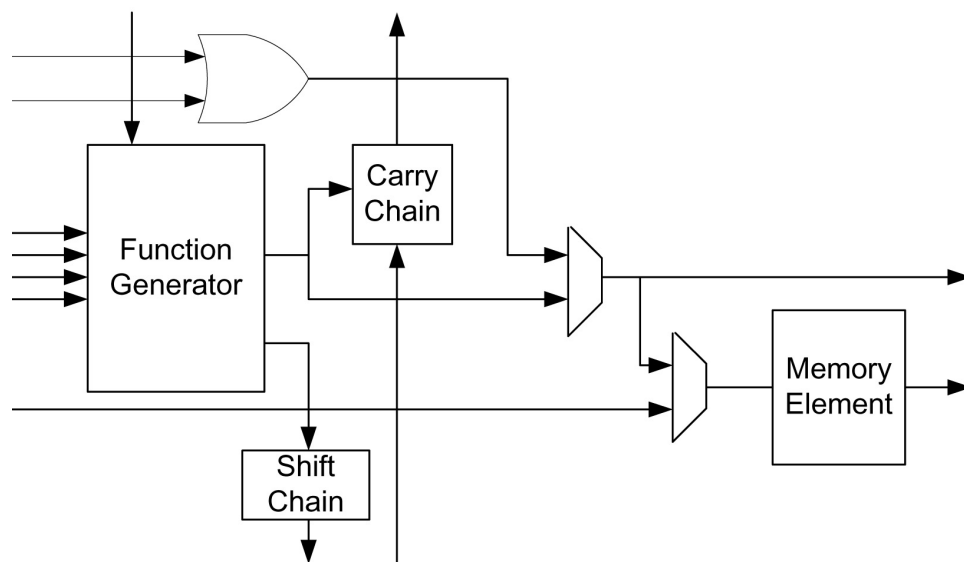 Carry
Chain
Function
Generator
Memory
Element
Shift
Chain